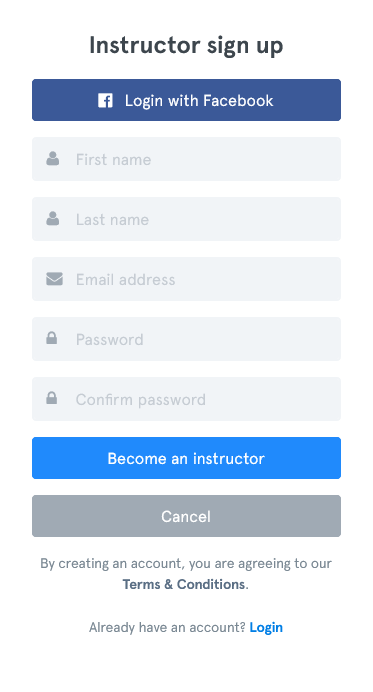 Instructor sign up
Login with Facebook
First name
Last name
Email address
Password
Confirm password
Become an instructor
Cancel
By creating an account, you are agreeing to our
Terms & Conditions.
Already have an account? Login